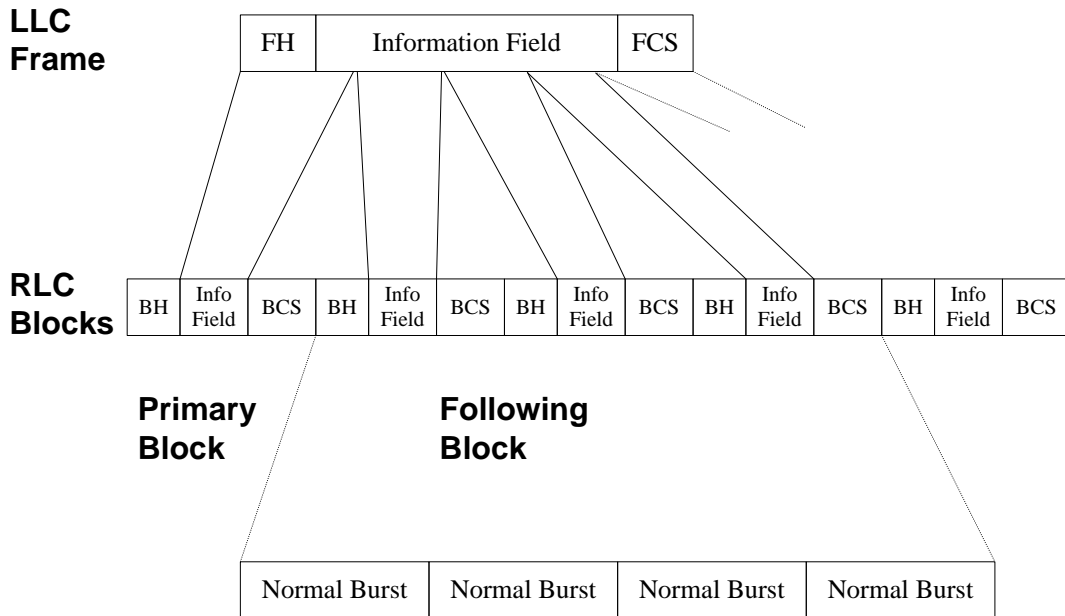 LLC
Frame
FH
Information Field
FCS
RLC
Blocks
BH
Info
Field
BCS
BH
Info
Field
BCS
BH
Info
Field
BCS
BH
Info
Field
BCS
BH
Info
Field
BCS
Primary
Block
Following
Block
Normal Burst
Normal Burst
Normal Burst
Normal Burst